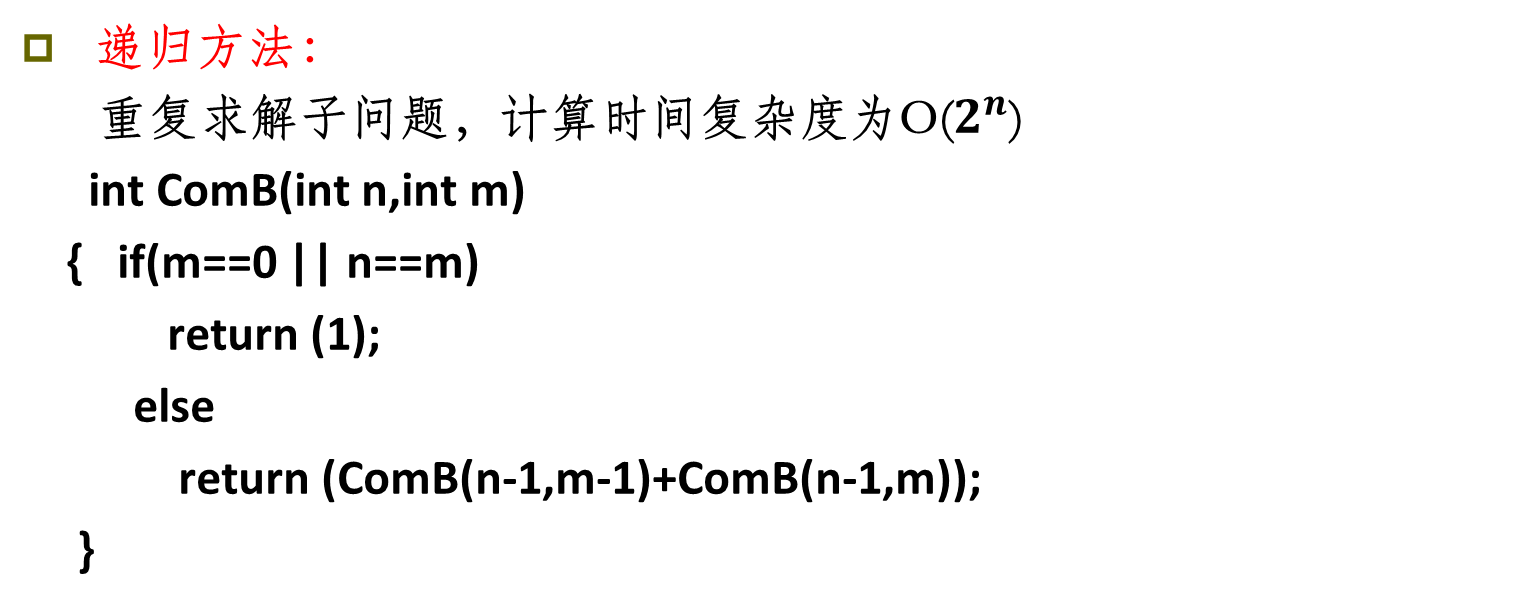 递归方法：
重复求解子问题，计算时间复杂度为O(2ⁿ)
int ComB(int n,int m)
{ if(m==0 || n==m)
return (1);
else
return (ComB(n-1,m-1)+ComB(n-1,m));
}